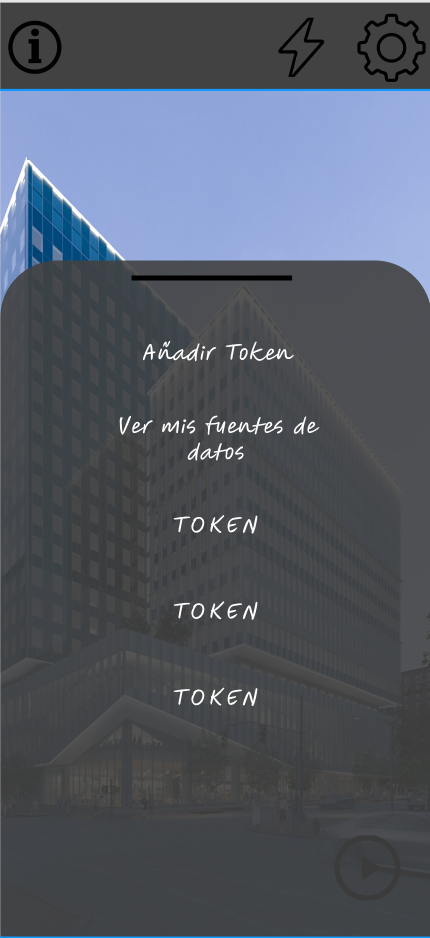 Añadir Token
Ver mis fuentes de
datos
TOKEN
TOKEN
TOKEN